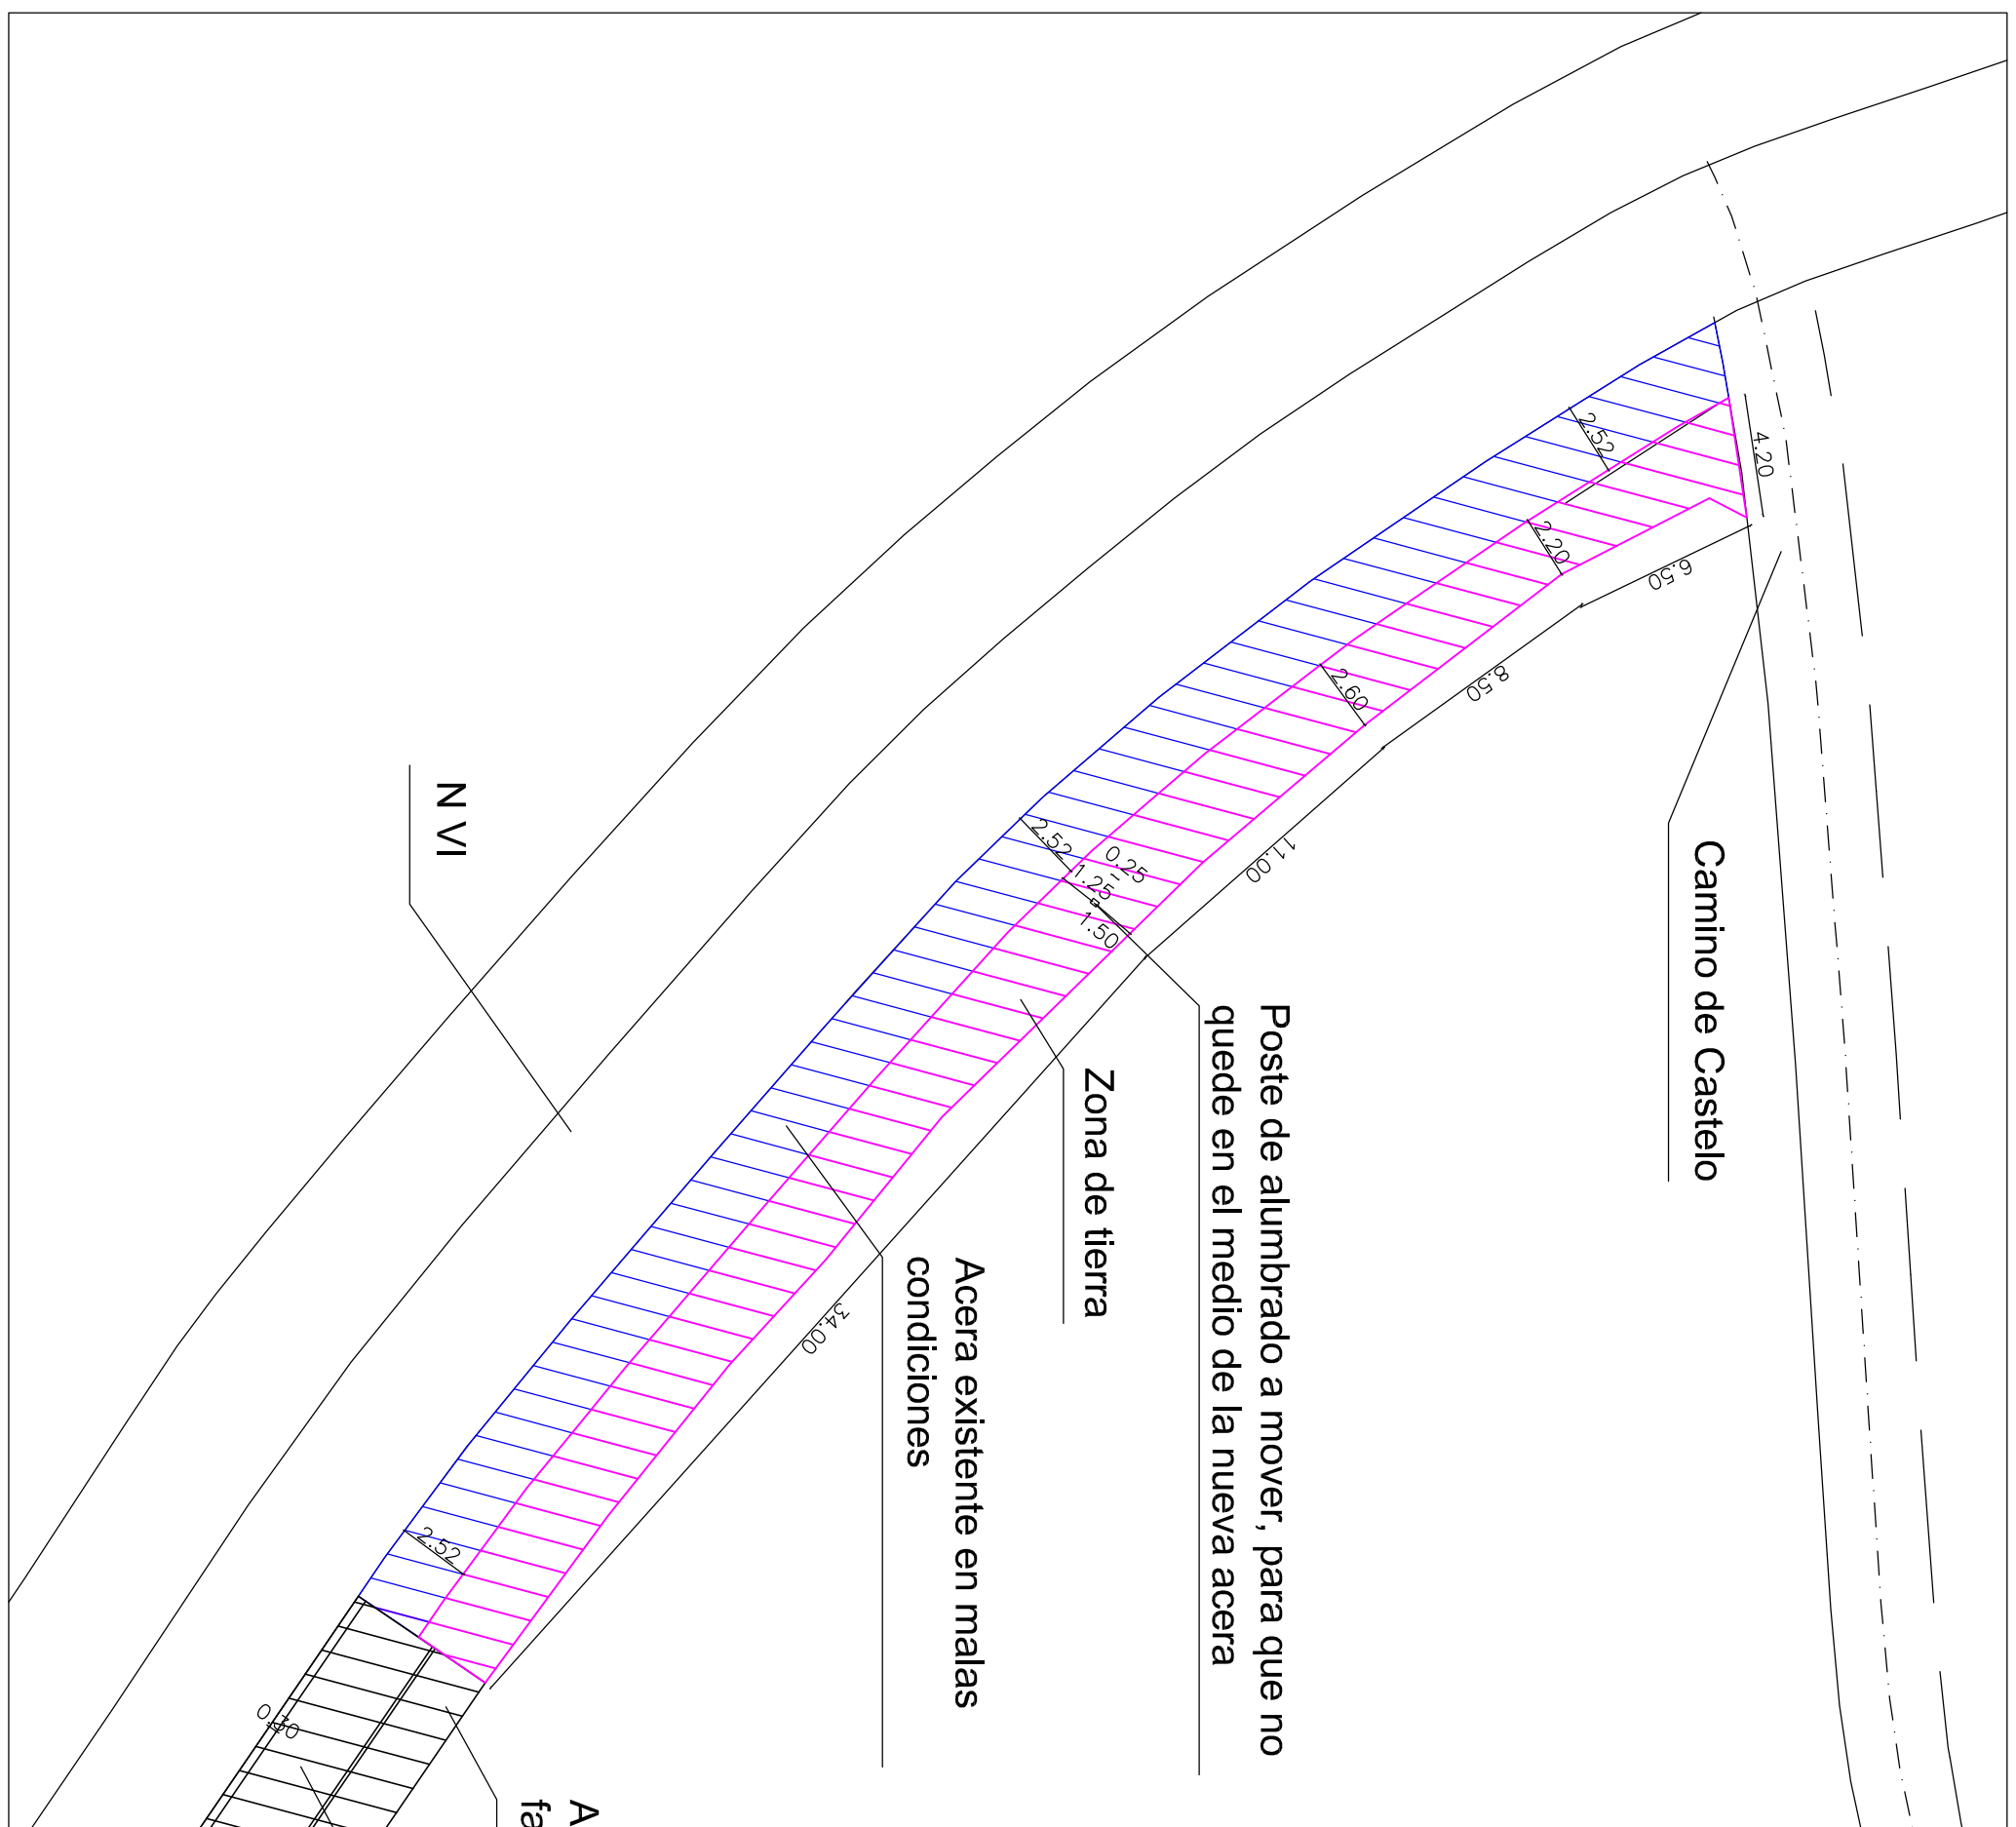 Camino de Castelo
Poste de alumbrado a mover, para que no
quede en el medio de la nueva acera
Zona de tierra
Acera existente en malas
condiciones
N VI
A
fa
4.20
2.52
2.20
6.50
2.60
8.50
2.52
0.25
1.25
1.50
11.00
34.00
2.52